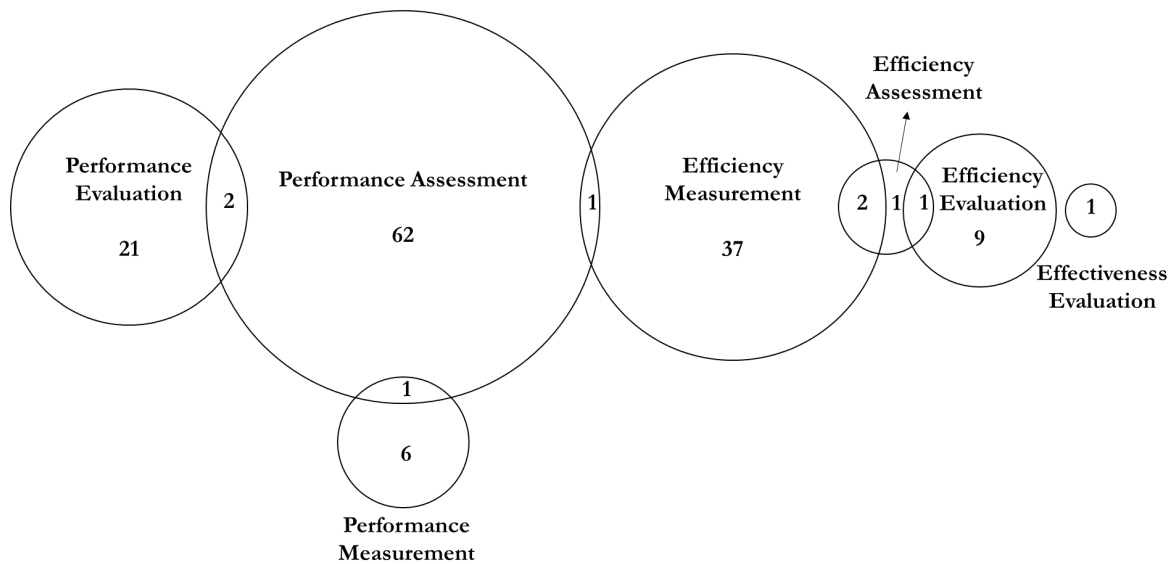 Efficiency
Assessment
Performance
Evaluation
2
21
Performance Assessment
62
1
Efficiency
Measurement
37
2
1
1
Efficiency
Evaluation
9
1
Effectiveness
Evaluation
1
6
Performance
Measurement